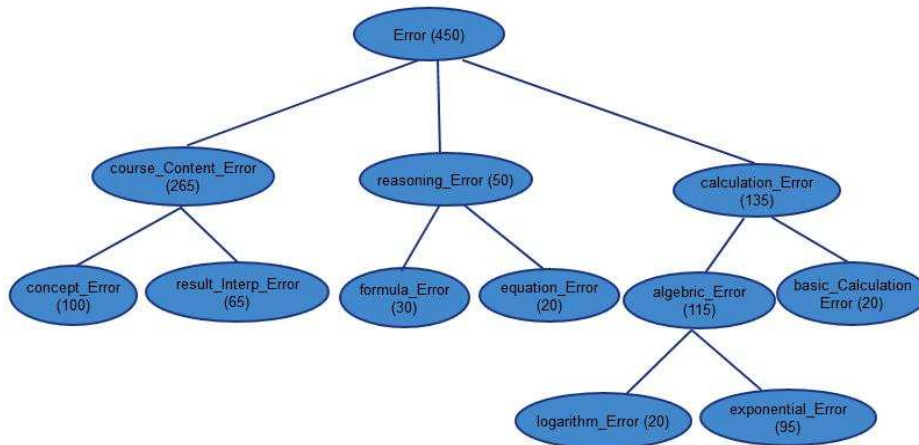 Error (450)
course_Content_Error
(265)
reasoning_Error (50)
calculation_Error
(135)
concept_Error
(100)
result_Interp_Error
(65)
formula_Error
(30)
equation_Error
(20)
algebric_Error
(115)
basic_Calculation
Error (20)
logarithm_Error (20)
exponential_Error
(95)